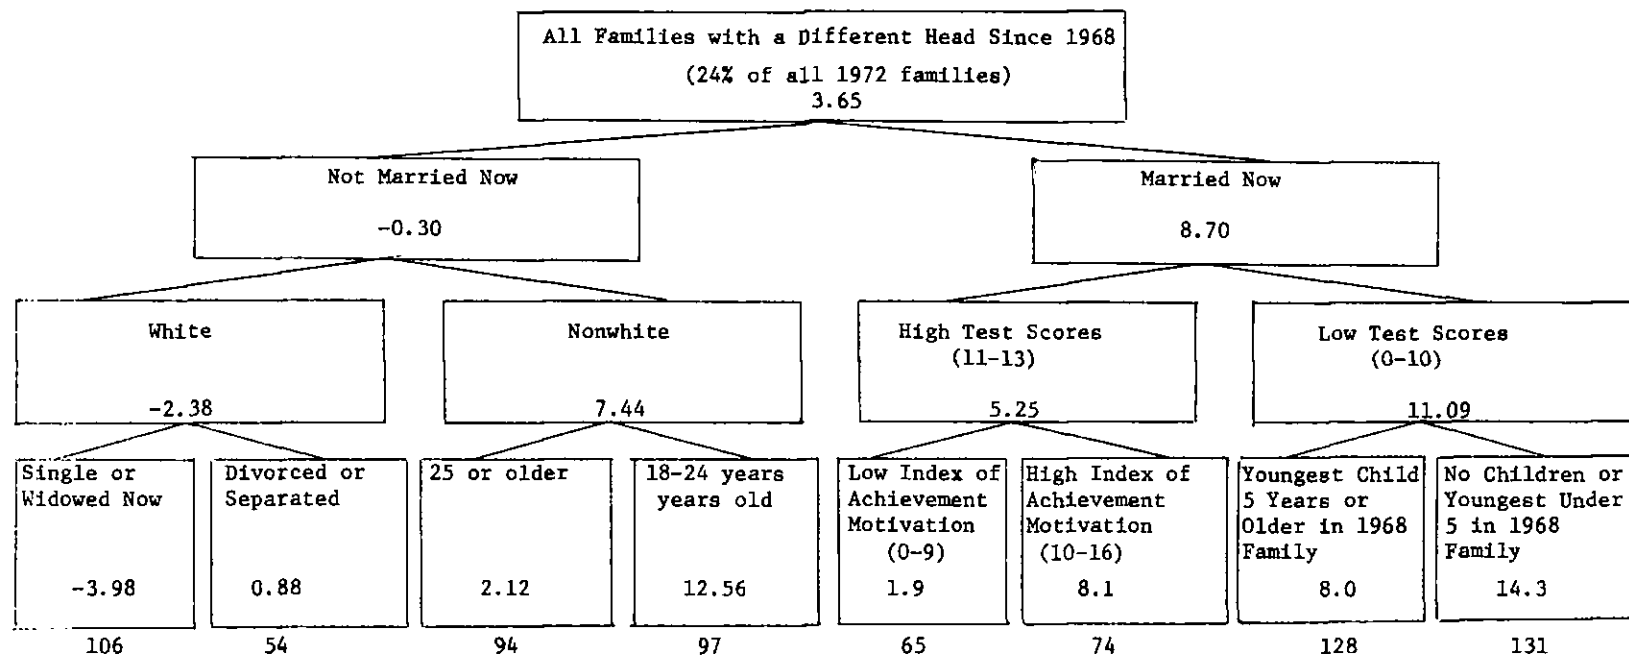 All Families with a Different Head Since 1968
(24% of all 1972 families)
3.65
Not Married Now
-0.30
Married Now
8.70
White
-2.38
Nonwhite
7.44
High Test Scores
(11-13)
5.25
Low Test Scores
(0-10)
11.09
Single or
Widowed Now
-3.98
Divorced or
Separated
0.88
25 or older
2.12
18-24 years
years old
12.56
Low Index of
Achievement
Motivation
(0-9)
1.9
High Index of
Achievement
Motivation
(10-16)
8.1
Youngest Child
5 Years or
Older in 1968
Family
8.0
No Children or
Youngest Under
5 in 1968
Family
14.3
106
54
94
97
65
74
128
131